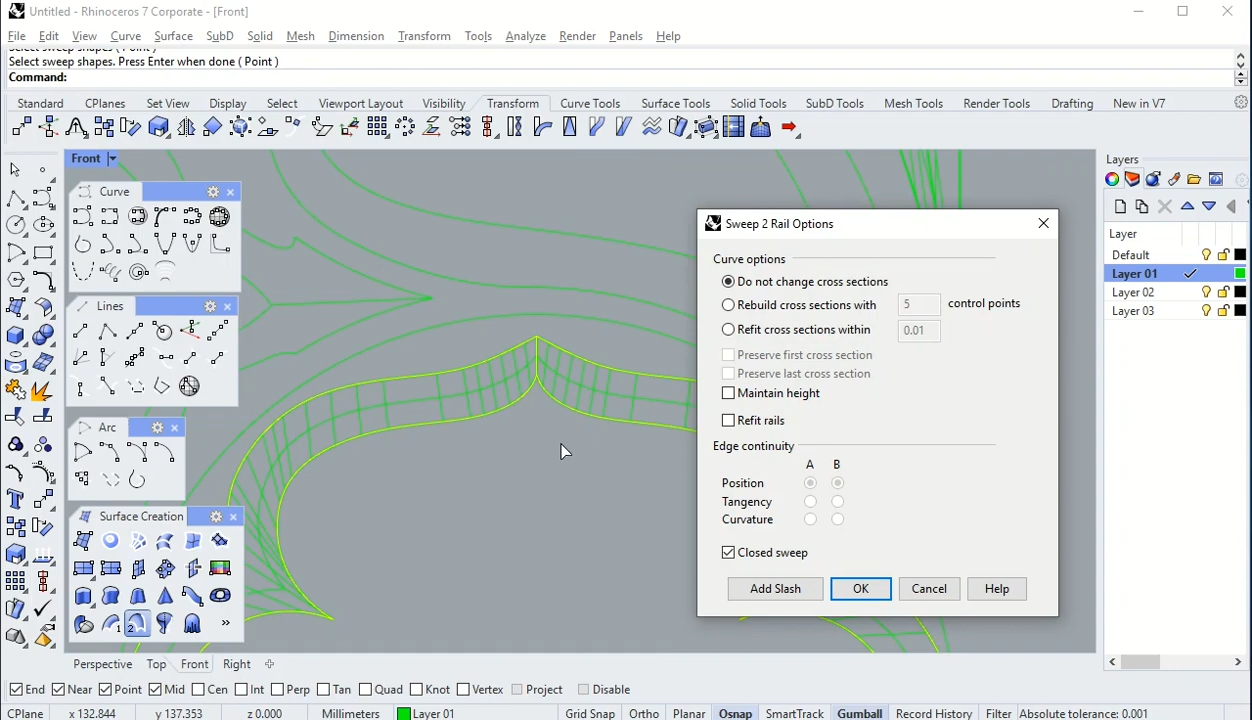 Untitled - Rhinoceros 7 Corporate - [Front]
File Edit View Curve Surface SubD Solid Mesh Dimension Transform Tools Analyze Render Panels Help
Select sweep shapes ( Point )
Select sweep shapes. Press Enter when done ( Point )
Command:
Standard CPlanes Set View Display Select Viewport Layout Visibility Transform Curve Tools Surface Tools Solid Tools SubD Tools Mesh Tools Render Tools Drafting New in V7
Front
Curve
Lines
Arc
Surface Creation
Sweep 2 Rail Options
Curve options
Do not change cross sections
Rebuild cross sections with 5 control points
Refit cross sections within 0.01
Preserve first cross section
Preserve last cross section
Maintain height
Refit rails
Edge continuity
A B
Position
Tangency
Curvature
Closed sweep
Add Slash OK Cancel Help
Layers
Layer
Default
Layer 01
Layer 02
Layer 03
Perspective Top Front Right
End Near Point Mid Cen Int Perp Tan Quad Knot Vertex Project Disable
CPlane x 132.844 y 137.353 z 0.000 Millimeters Layer 01 Grid Snap Ortho Planar Osnap SmartTrack Gumball Record History Filter Absolute tolerance: 0.001